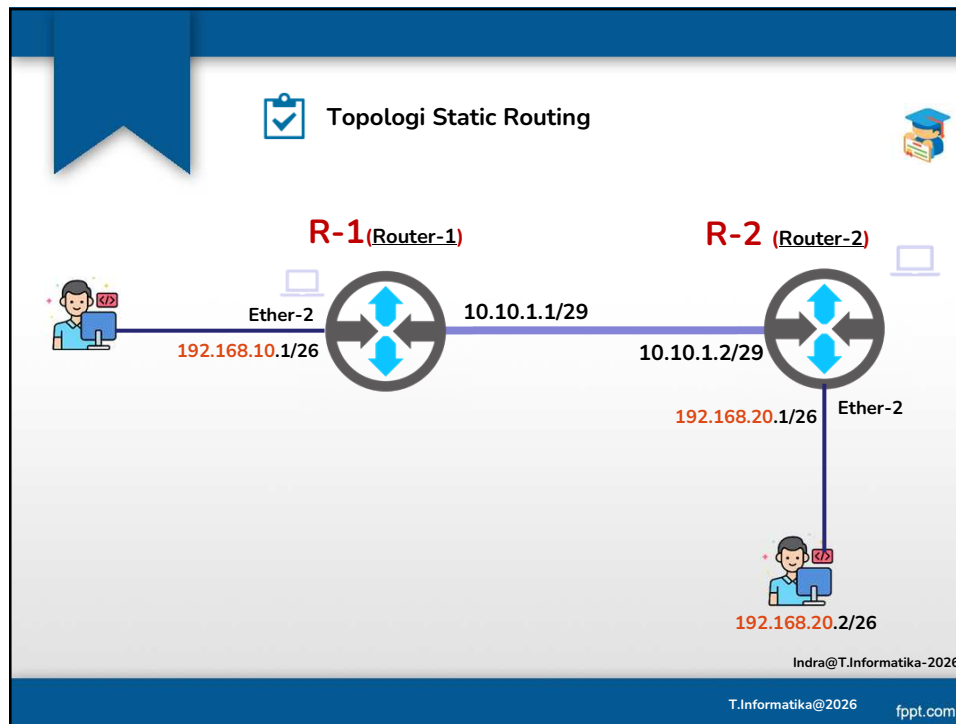 Topologi Static Routing
R-1(Router-1)
R-2 (Router-2)
Ether-2
10.10.1.1/29
192.168.10.1/26
10.10.1.2/29
192.168.20.1/26
Ether-2
192.168.20.2/26
Indra@T.Informatika-2026
T.Informatika@2026
fppt.com